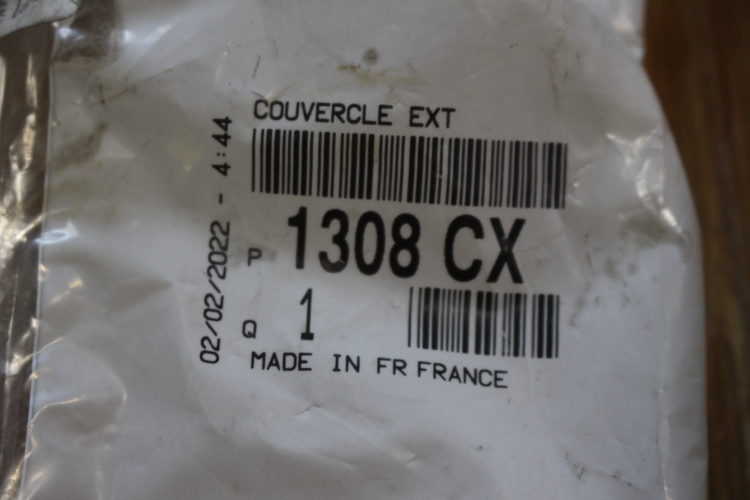 COUVERCLE EXT
P 1308 CX
Q 1
MADE IN FR FRANCE
02/02/2022 - 4:44